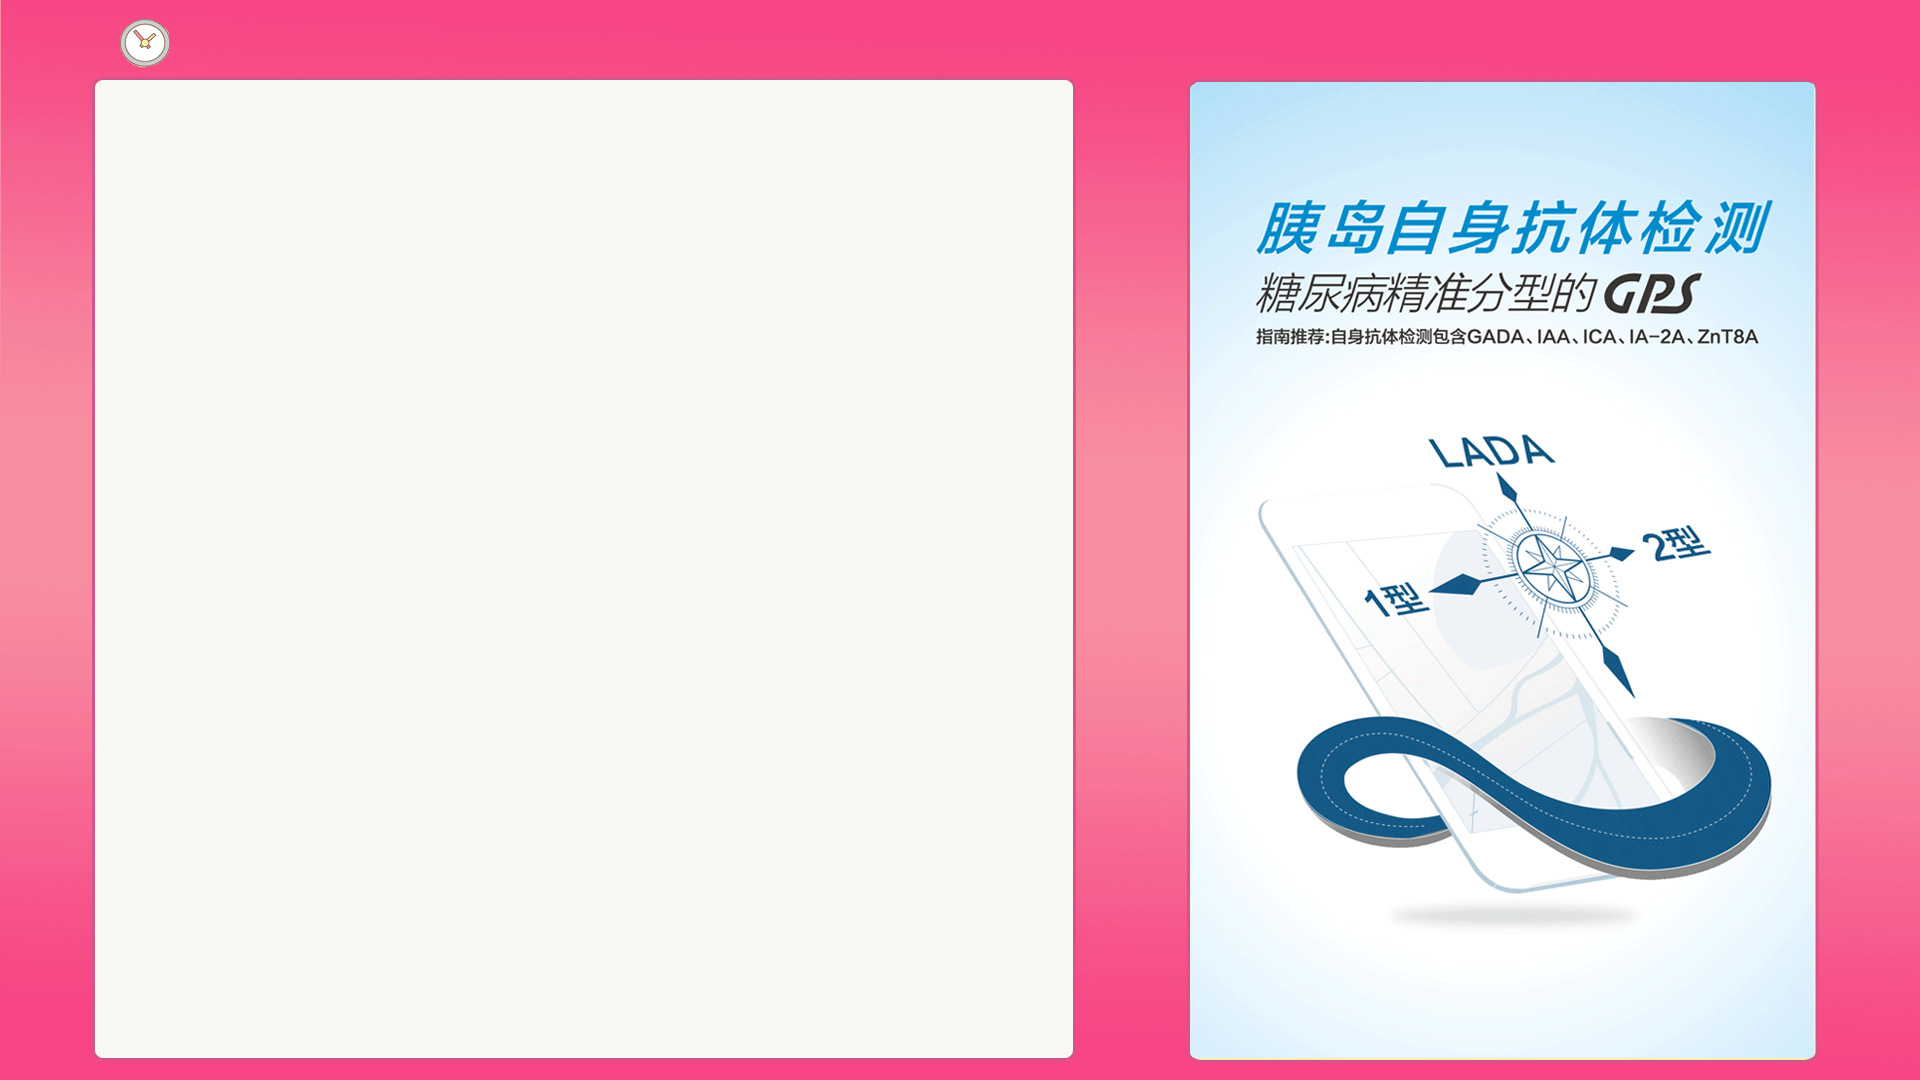 胰岛自身抗体检测
糖尿病精准分型的GPS
指南推荐:自身抗体检测包含GADA、IAA、ICA、IA-2A、ZnT8A
LADA
2型
1型